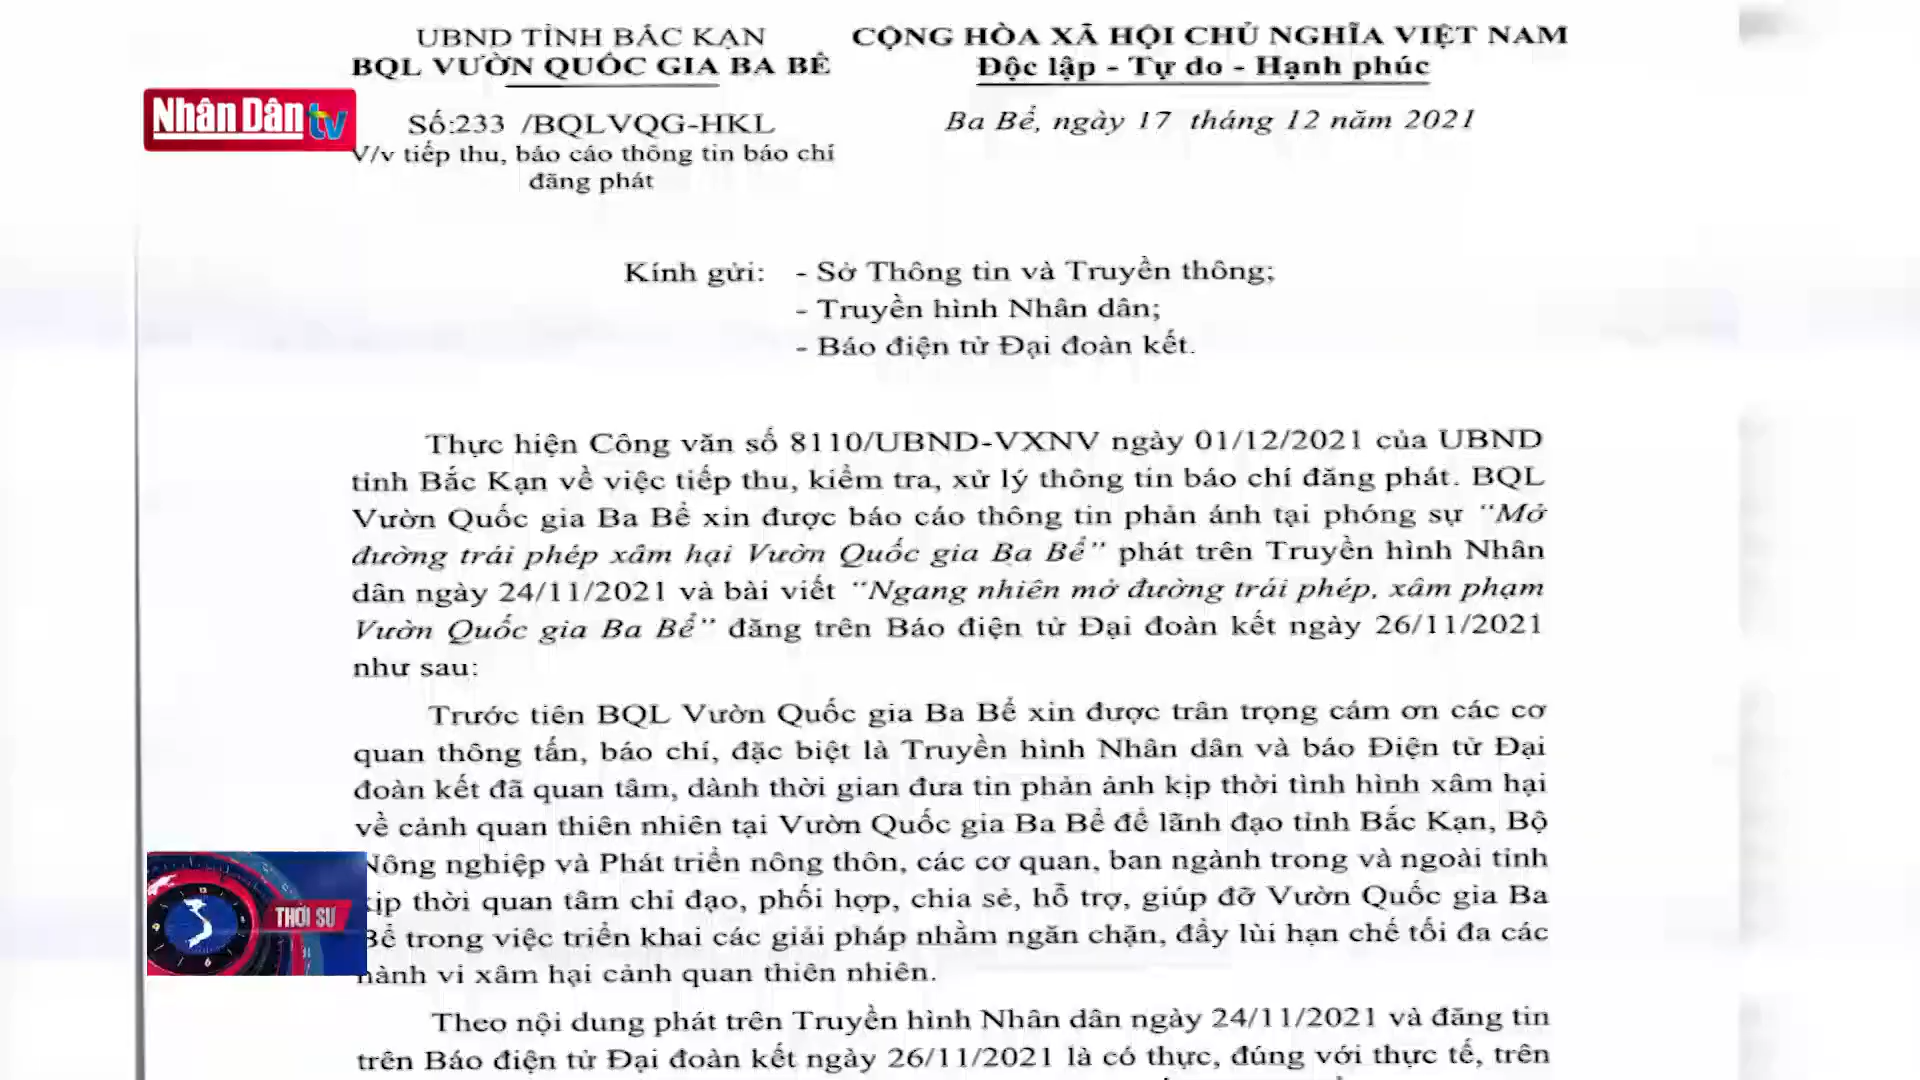 UBND TỈNH BẮC KẠN
BQL VƯỜN QUỐC GIA BA BỂ
CỘNG HÒA XÃ HỘI CHỦ NGHĨA VIỆT NAM
Độc lập - Tự do - Hạnh phúc
Nhân Dân tv
Số:233 /BQLVQG-HKL
V/v tiếp thu, báo cáo thông tin báo chí
đăng phát
Ba Bể, ngày 17 tháng 12 năm 2021
Kính gửi: - Sở Thông tin và Truyền thông;
- Truyền hình Nhân dân;
- Báo điện tử Đại đoàn kết.
Thực hiện Công văn số 8110/UBND-VXNV ngày 01/12/2021 của UBND
tỉnh Bắc Kạn về việc tiếp thu, kiểm tra, xử lý thông tin báo chí đăng phát. BQL
Vườn Quốc gia Ba Bể xin được báo cáo thông tin phản ánh tại phóng sự “Mở
đường trái phép xâm hại Vườn Quốc gia Ba Bể” phát trên Truyền hình Nhân
dân ngày 24/11/2021 và bài viết “Ngang nhiên mở đường trái phép, xâm phạm
Vườn Quốc gia Ba Bể” đăng trên Báo điện tử Đại đoàn kết ngày 26/11/2021
như sau:
Trước tiên BQL Vườn Quốc gia Ba Bể xin được trân trọng cám ơn các cơ
quan thông tấn, báo chí, đặc biệt là Truyền hình Nhân dân và báo Điện tử Đại
đoàn kết đã quan tâm, dành thời gian đưa tin phản ảnh kịp thời tình hình xâm hại
về cảnh quan thiên nhiên tại Vườn Quốc gia Ba Bể để lãnh đạo tỉnh Bắc Kạn, Bộ
Nông nghiệp và Phát triển nông thôn, các cơ quan, ban ngành trong và ngoài tỉnh
kịp thời quan tâm chỉ đạo, phối hợp, chia sẻ, hỗ trợ, giúp đỡ Vườn Quốc gia Ba
Bể trong việc triển khai các giải pháp nhằm ngăn chặn, đẩy lùi hạn chế tối đa các
hành vi xâm hại cảnh quan thiên nhiên.
THỜI SỰ
Theo nội dung phát trên Truyền hình Nhân dân ngày 24/11/2021 và đăng tin
trên Báo điện tử Đại đoàn kết ngày 26/11/2021 là có thực, đúng với thực tế, trên